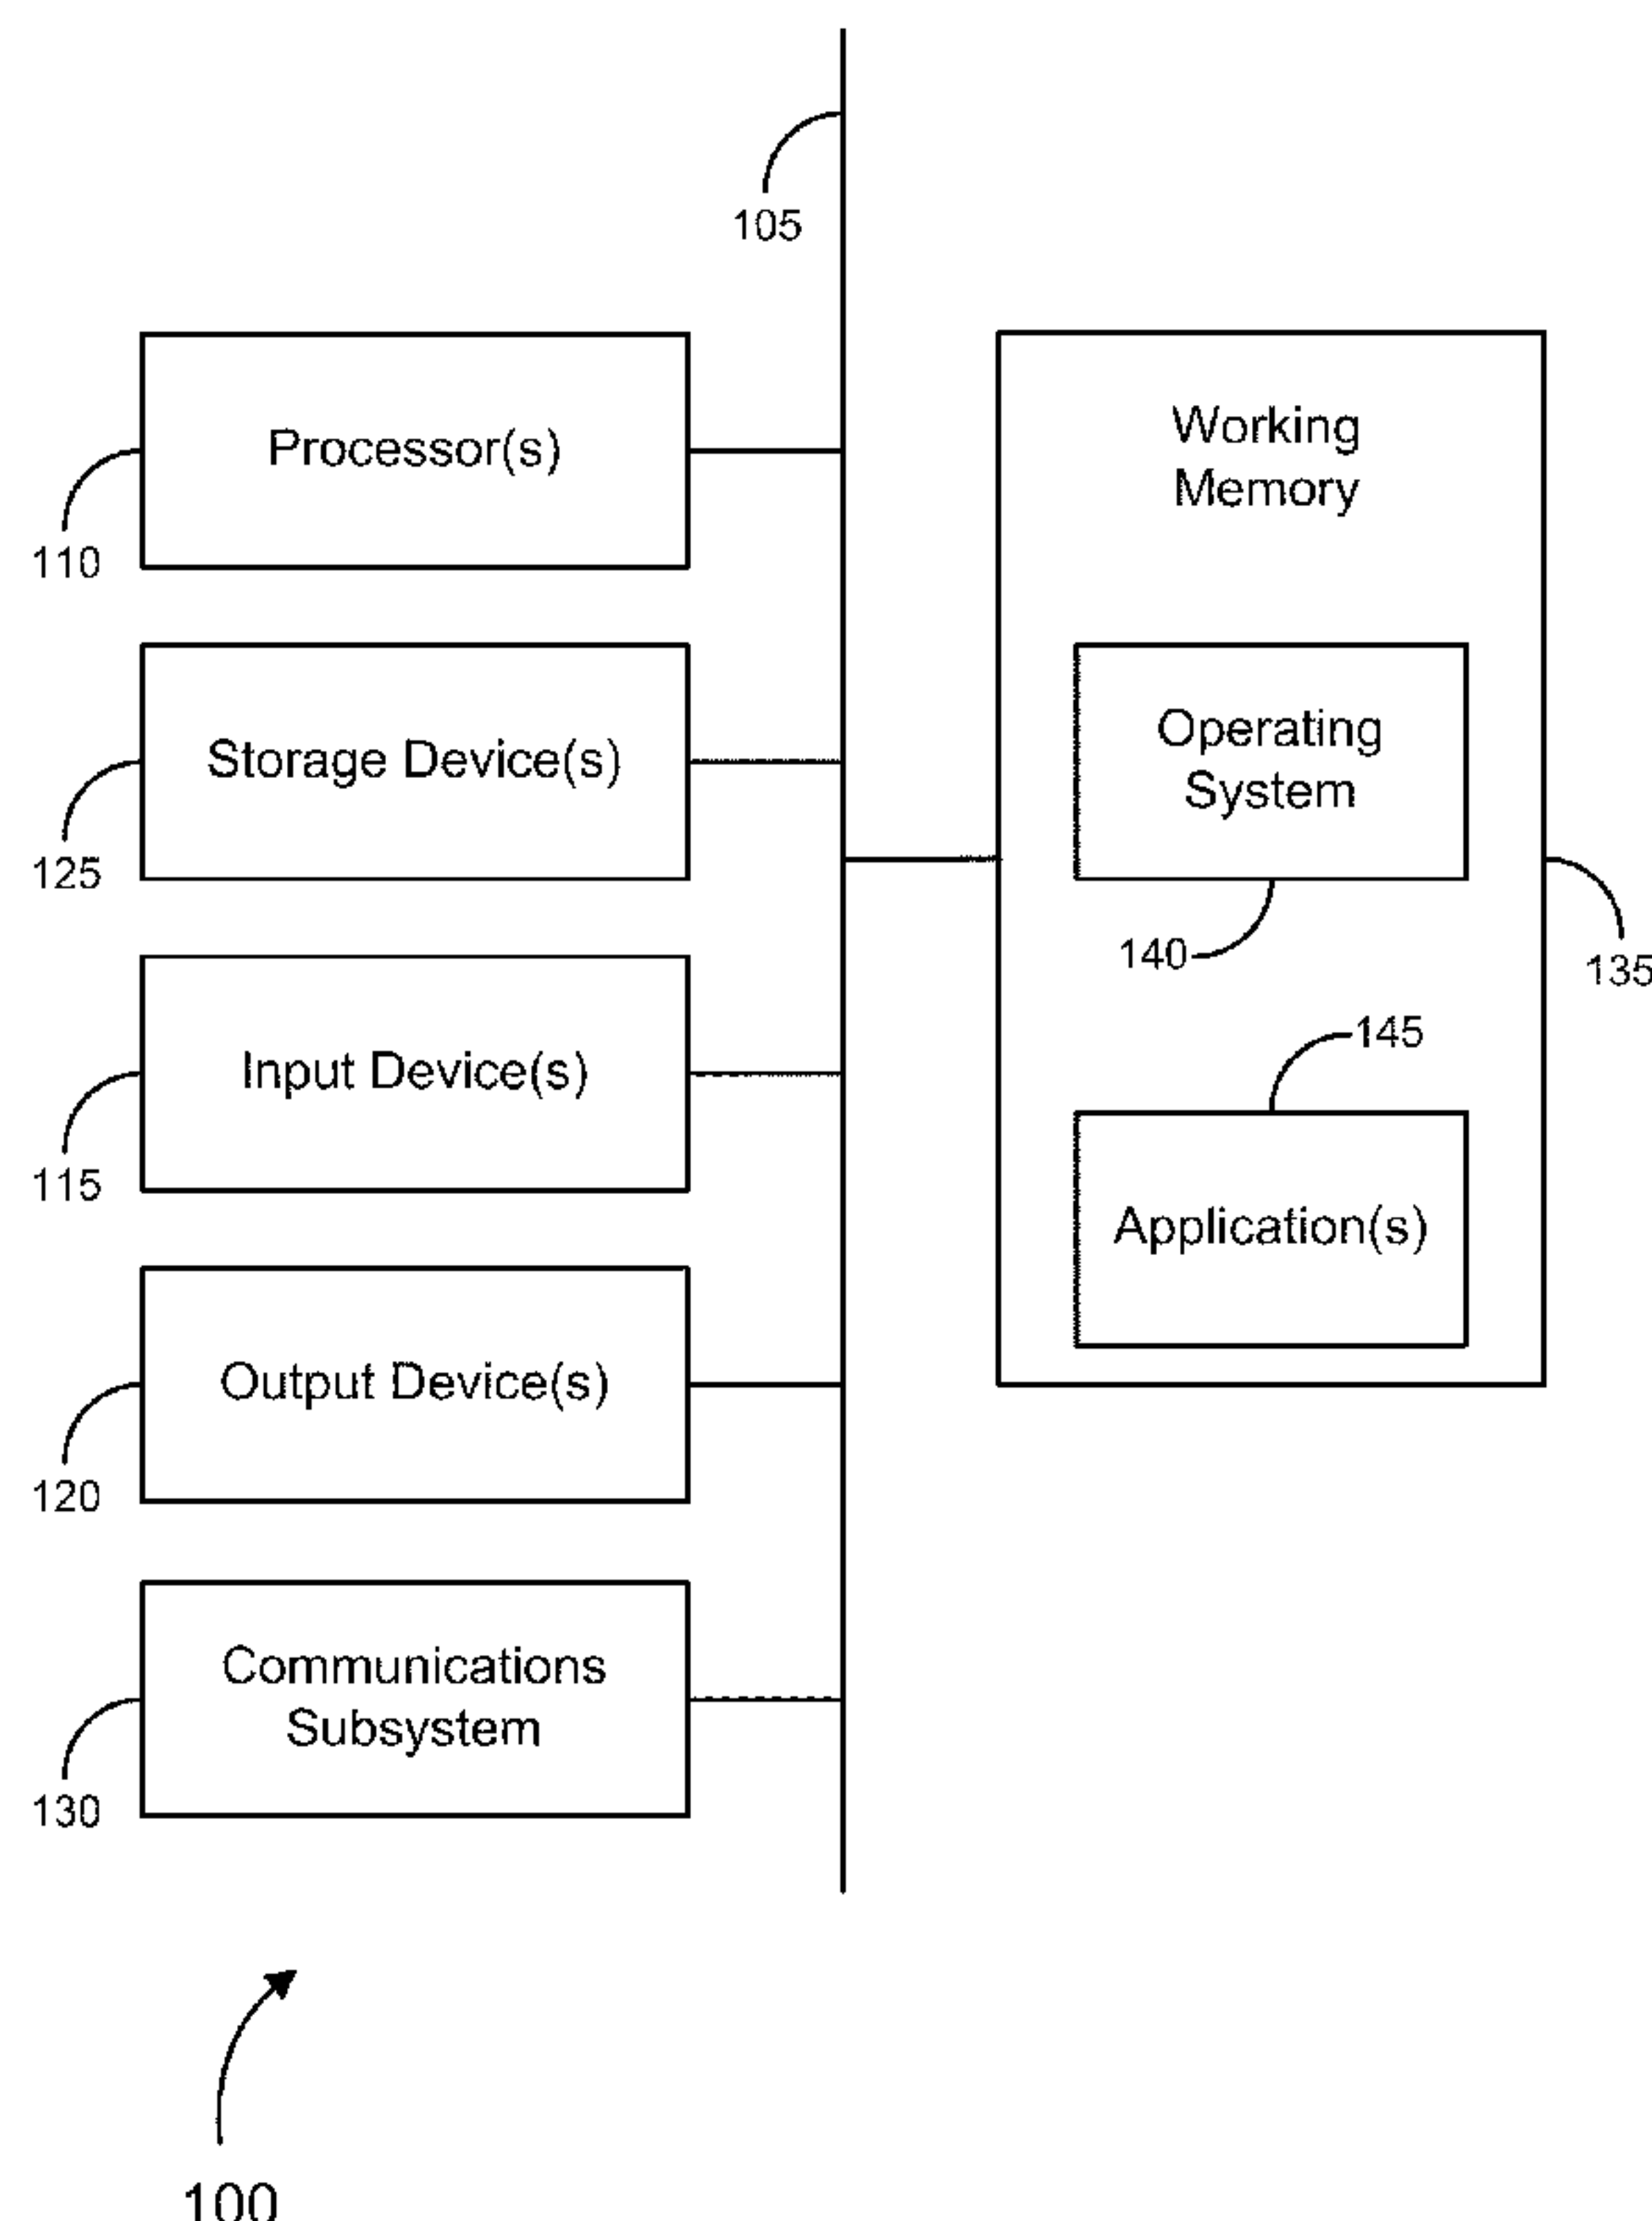 105
Processor(s)
110
Working
Memory
Storage Device(s)
125
Operating
System
140
135
Input Device(s)
115
145
Application(s)
Output Device(s)
120
Communications
Subsystem
130
100